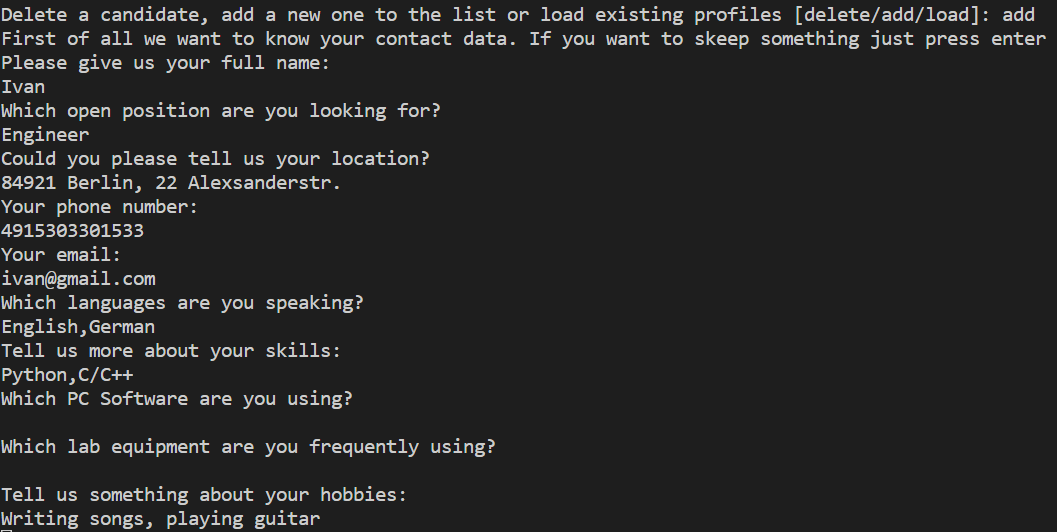 Delete a candidate, add a new one to the list or load existing profiles [delete/add/load]: add
First of all we want to know your contact data. If you want to skeep something just press enter
Please give us your full name:
Ivan
Which open position are you looking for?
Engineer
Could you please tell us your location?
84921 Berlin, 22 Alexsanderstr.
Your phone number:
4915303301533
Your email:
ivan@gmail.com
Which languages are you speaking?
English,German
Tell us more about your skills:
Python,C/C++
Which PC Software are you using?
Which lab equipment are you frequently using?
Tell us something about your hobbies:
Writing songs, playing guitar